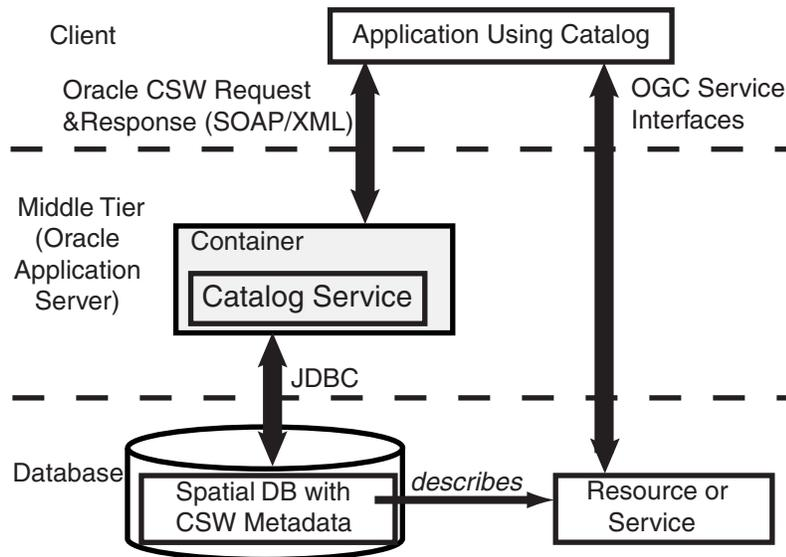 Client
Application Using Catalog
Oracle CSW Request
&Response (SOAP/XML)
OGC Service
Interfaces
Middle Tier
(Oracle
Application
Server)
Container
Catalog Service
JDBC
Database
Spatial DB with
CSW Metadata
describes
Resource or
Service